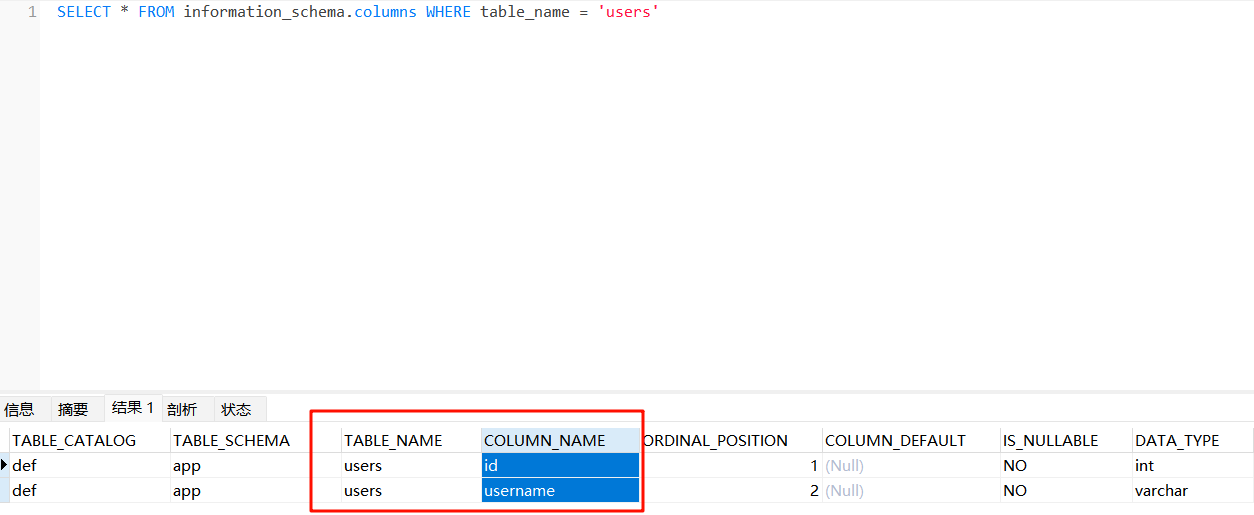 1 SELECT * FROM information_schema.columns WHERE table_name = 'users'
信息 摘要 结果 1 剖析 状态
TABLE_CATALOG TABLE_SCHEMA TABLE_NAME COLUMN_NAME ORDINAL_POSITION COLUMN_DEFAULT IS_NULLABLE DATA_TYPE
def app users id 1 (Null) NO int
def app users username 2 (Null) NO varchar